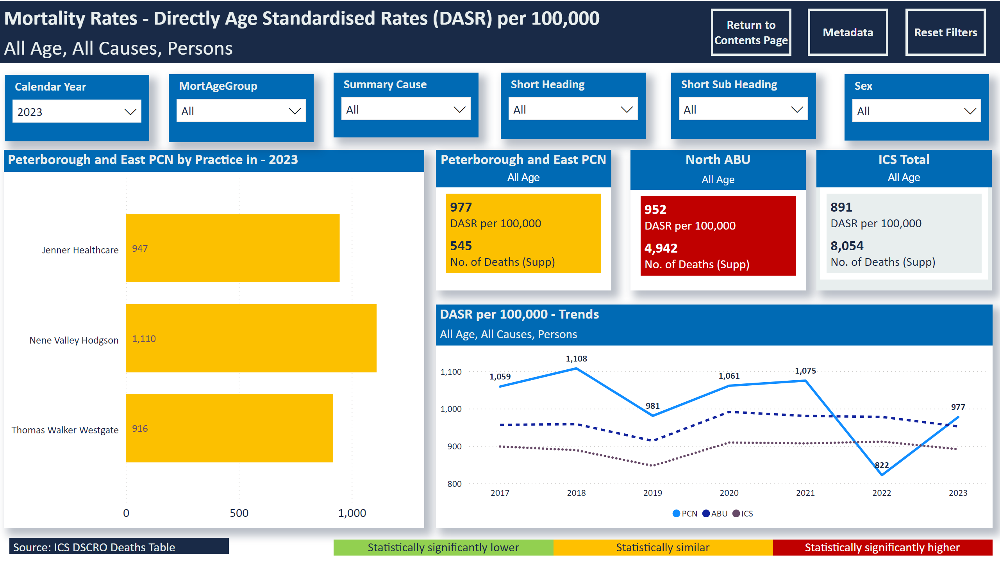 Mortality Rates - Directly Age Standardised Rates (DASR) per 100,000
All Age, All Causes, Persons
Return to
Contents Page
Metadata
Reset Filters
Calendar Year
2023
MortAgeGroup
All
Summary Cause
All
Short Heading
All
Short Sub Heading
All
Sex
All
Peterborough and East PCN by Practice in - 2023
Jenner Healthcare
947
Nene Valley Hodgson
1,110
Thomas Walker Westgate
916
0
500
1,000
Peterborough and East PCN
All Age
977
DASR per 100,000
545
No. of Deaths (Supp)
North ABU
All Age
952
DASR per 100,000
4,942
No. of Deaths (Supp)
ICS Total
All Age
891
DASR per 100,000
8,054
No. of Deaths (Supp)
DASR per 100,000 - Trends
All Age, All Causes, Persons
1,100
1,000
900
800
1,059
1,108
981
1,061
1,075
822
977
2017
2018
2019
2020
2021
2022
2023
PCN
ABU
ICS
Source: ICS DSCRO Deaths Table
Statistically significantly lower
Statistically similar
Statistically significantly higher